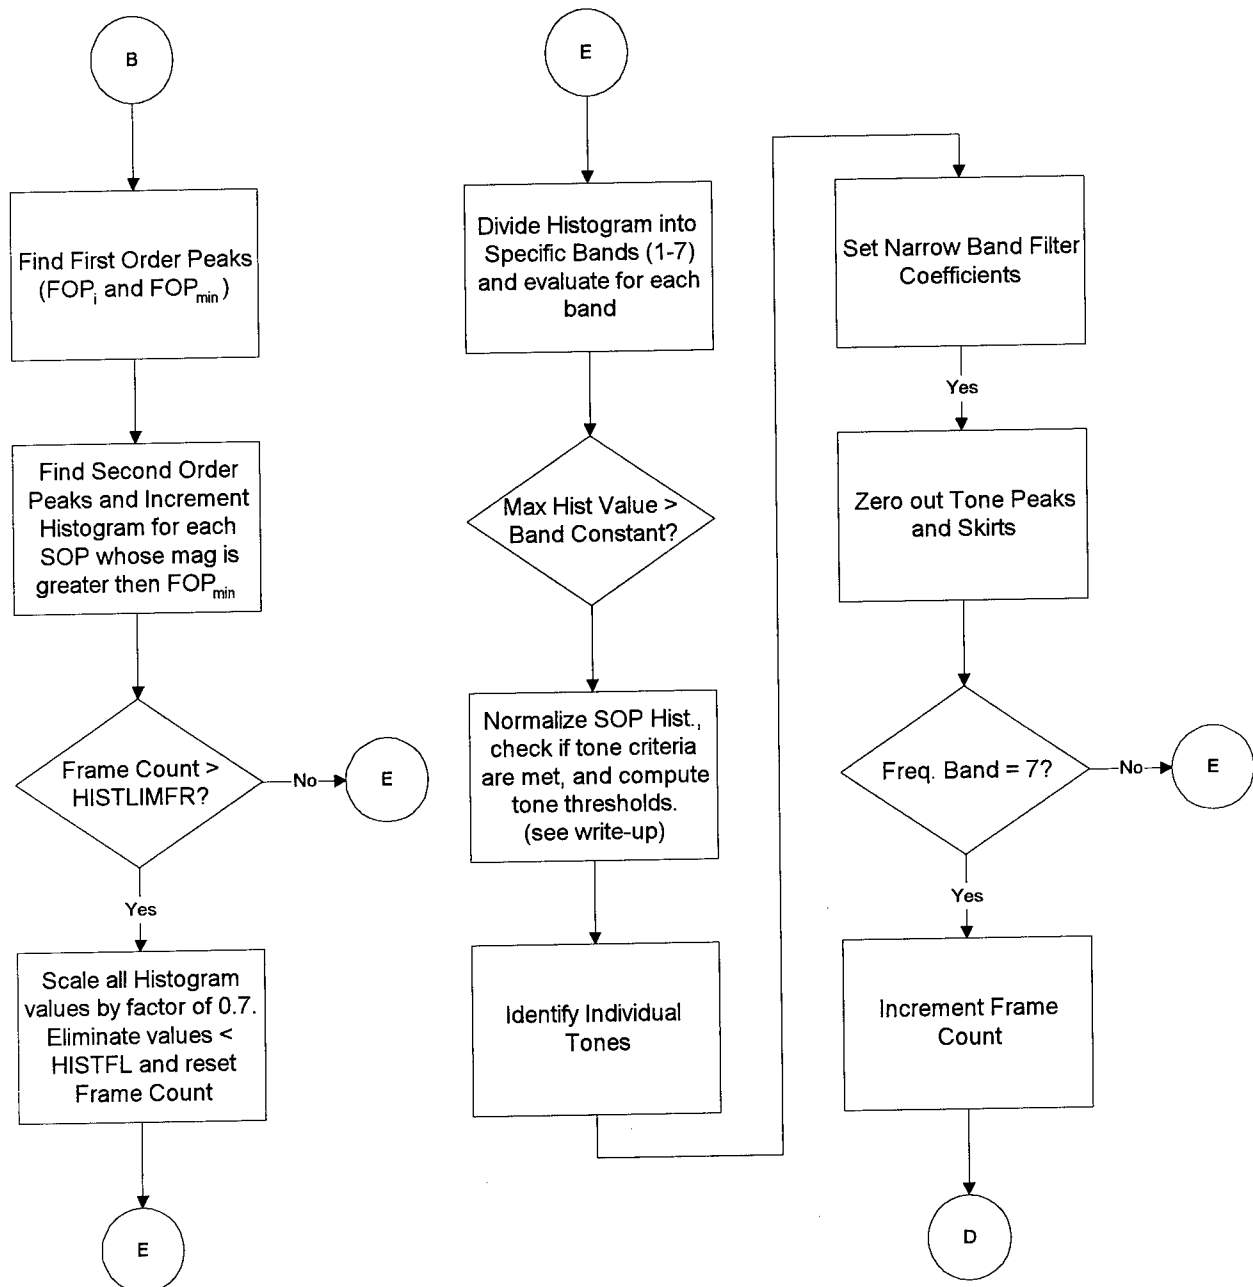 B
Find First Order Peaks
(FOPi and FOPmin)
Find Second Order
Peaks and Increment
Histogram for each
SOP whose mag is
greater then FOPmin
Frame Count >
HISTLIMFR?
No
E
Yes
Scale all Histogram
values by factor of 0.7.
Eliminate values <
HISTFL and reset
Frame Count
E
E
Divide Histogram into
Specific Bands (1-7)
and evaluate for each
band
Max Hist Value >
Band Constant?
Normalize SOP Hist.,
check if tone criteria
are met, and compute
tone thresholds.
(see write-up)
Identify Individual
Tones
Set Narrow Band Filter
Coefficients
Yes
Zero out Tone Peaks
and Skirts
Freq. Band = 7?
No
E
Yes
Increment Frame
Count
D